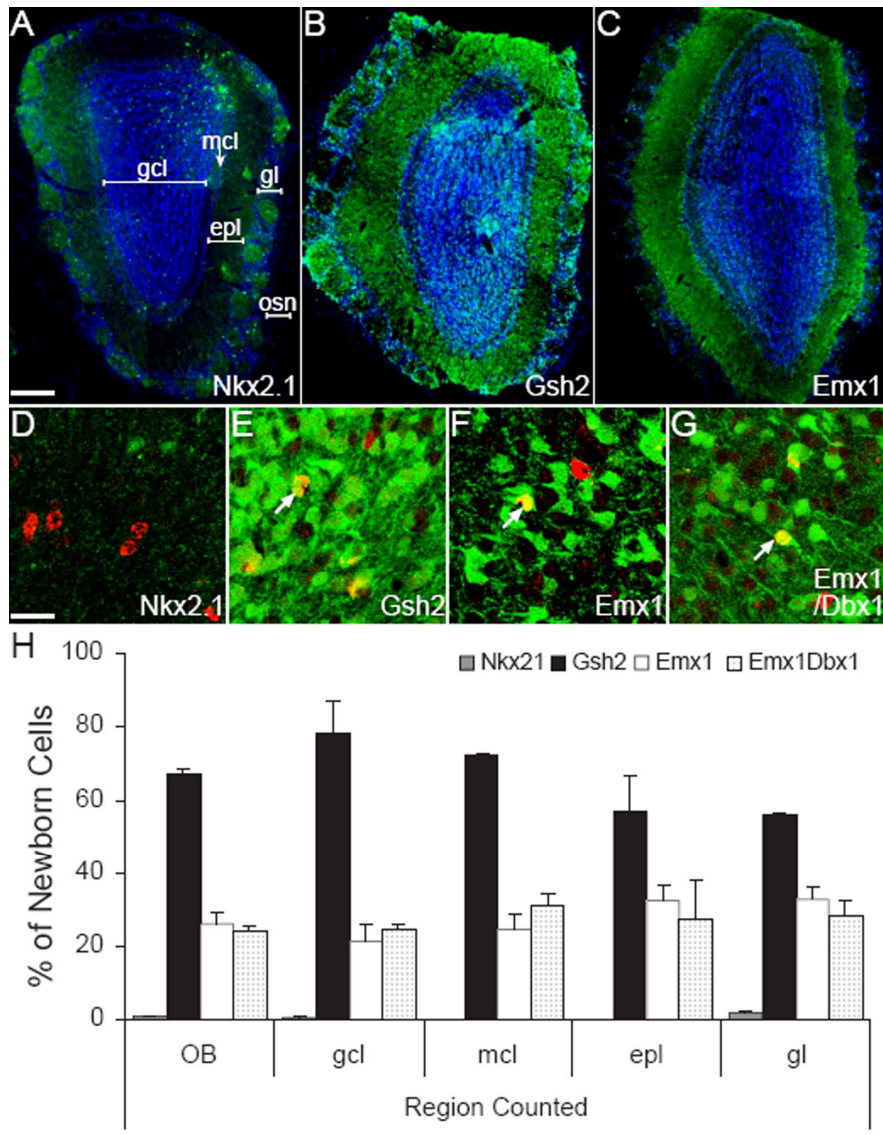 A
B
C
mcl
gcl
gl
epl
osn
Nkx2.1
Gsh2
Emx1
D
E
F
G
Nkx2.1
Gsh2
Emx1
Emx1
/Dbx1
H
Nkx21 Gsh2 Emx1 Emx1Dbx1
% of Newborn Cells
100
80
60
40
20
0
OB gcl mcl epl gl
Region Counted